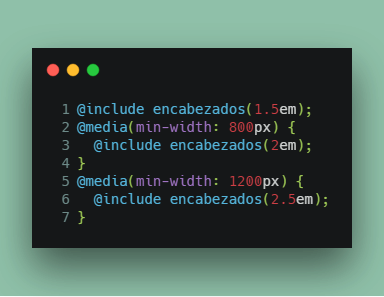 1 @include encabezados(1.5em);
2 @media(min-width: 800px) {
3   @include encabezados(2em);
4 }
5 @media(min-width: 1200px) {
6   @include encabezados(2.5em);
7 }